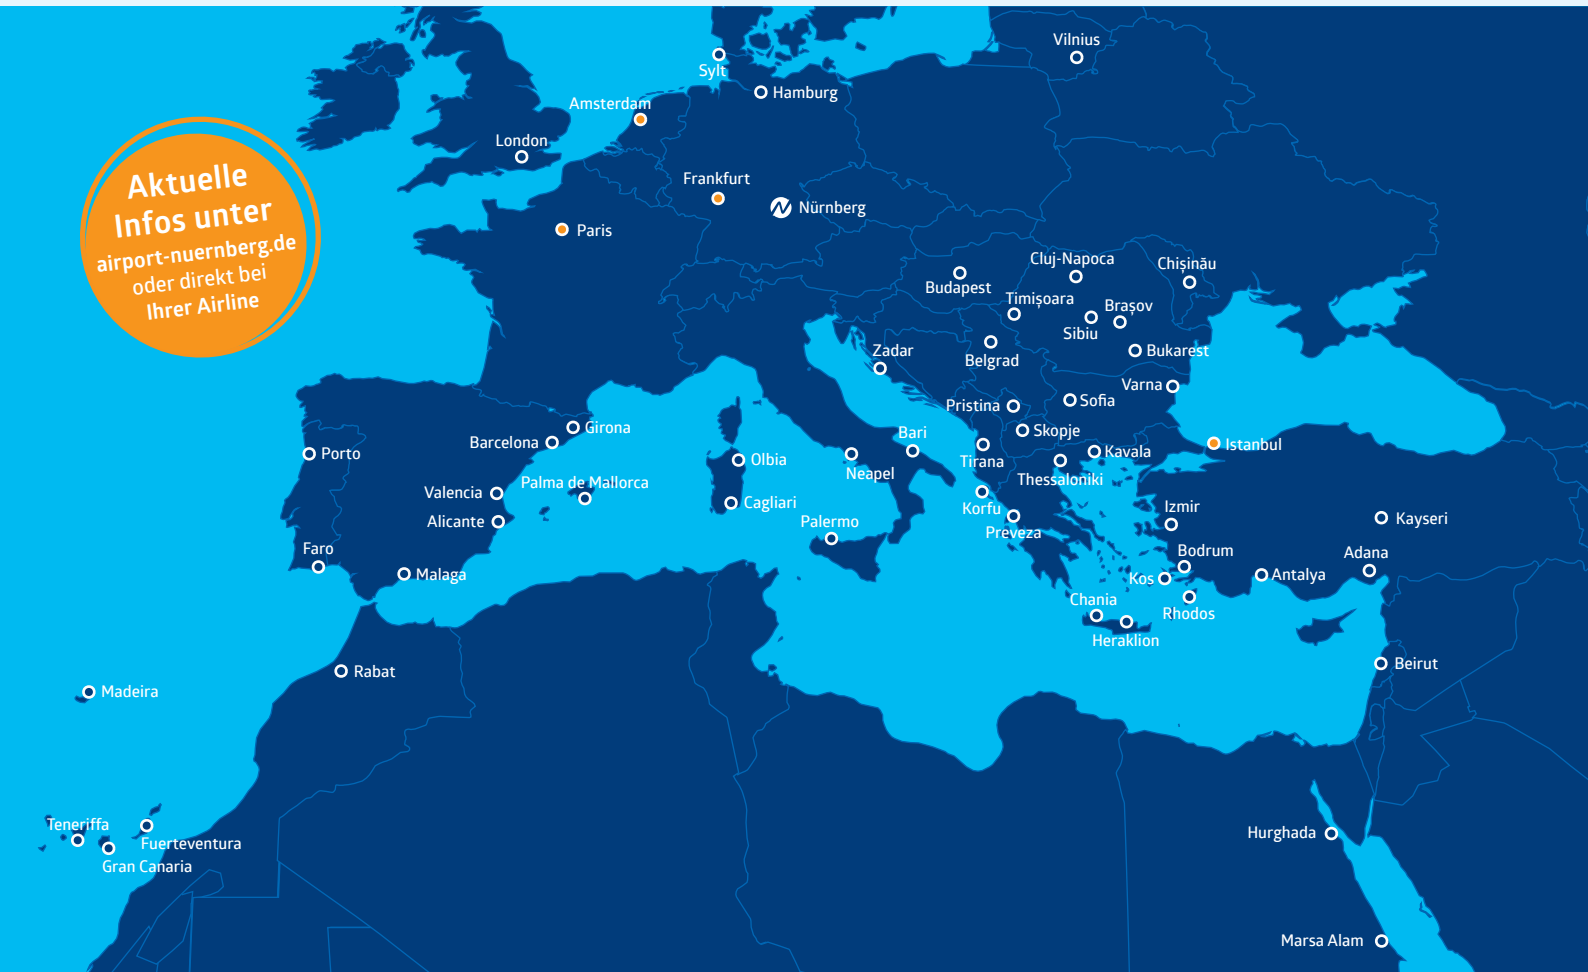 Vilnius
Sylt
Hamburg
Amsterdam
London
Aktuelle
Infos unter
airport-nuernberg.de
oder direkt bei
Ihrer Airline
Frankfurt
Nürnberg
Paris
Cluj-Napoca
Chișinău
Budapest
Timișoara
Brașov
Sibiu
Zadar
Belgrad
Bukarest
Varna
Sofia
Pristina
Girona
Skopje
Bari
Barcelona
Istanbul
Porto
Olbia
Tirana
Kavala
Neapel
Thessaloniki
Palma de Mallorca
Valencia
Cagliari
Korfu
Izmir
Alicante
Palermo
Preveza
Kayseri
Faro
Bodrum
Adana
Malaga
Kos
Antalya
Chania
Rhodos
Heraklion
Rabat
Beirut
Madeira
Teneriffa
Fuerteventura
Gran Canaria
Hurghada
Marsa Alam